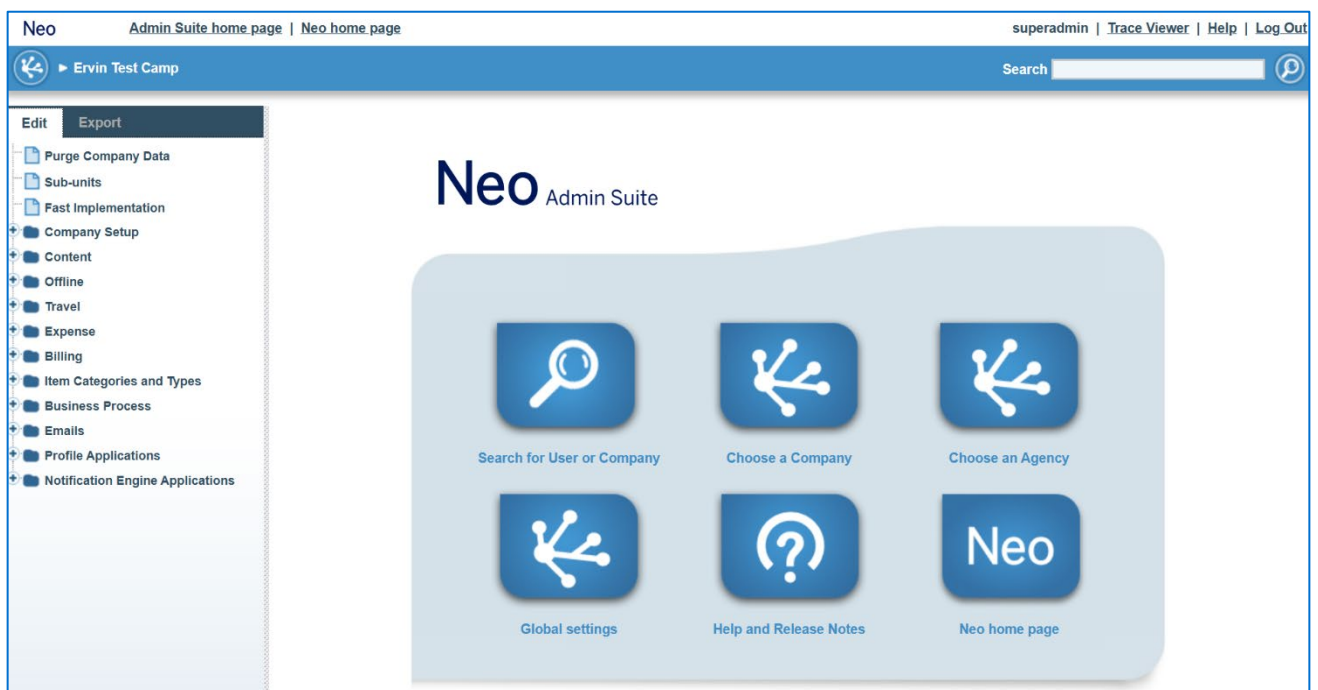 Neo Admin Suite home page | Neo home page superadmin | Trace Viewer | Help | Log Out
Ervin Test Camp Search
Edit Export
Purge Company Data
Sub-units
Fast Implementation
Company Setup
Content
Offline
Travel
Expense
Billing
Item Categories and Types
Business Process
Emails
Profile Applications
Notification Engine Applications
Neo Admin Suite
Search for User or Company Choose a Company Choose an Agency
Neo
Global settings Help and Release Notes Neo home page